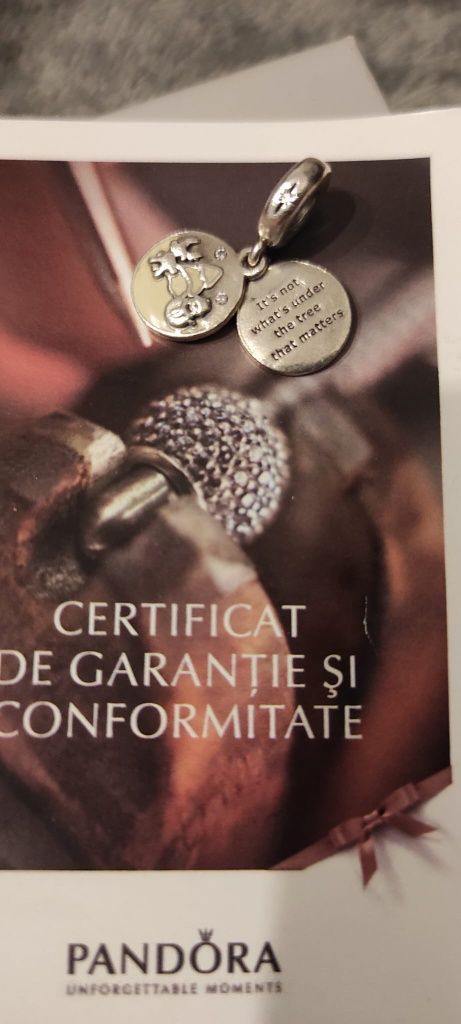 It's not
what's under
the tree
that matters
CERTIFICAT
DE GARANȚIE ȘI
CONFORMITATE
PANDORA
UNFORGETTABLE MOMENTS